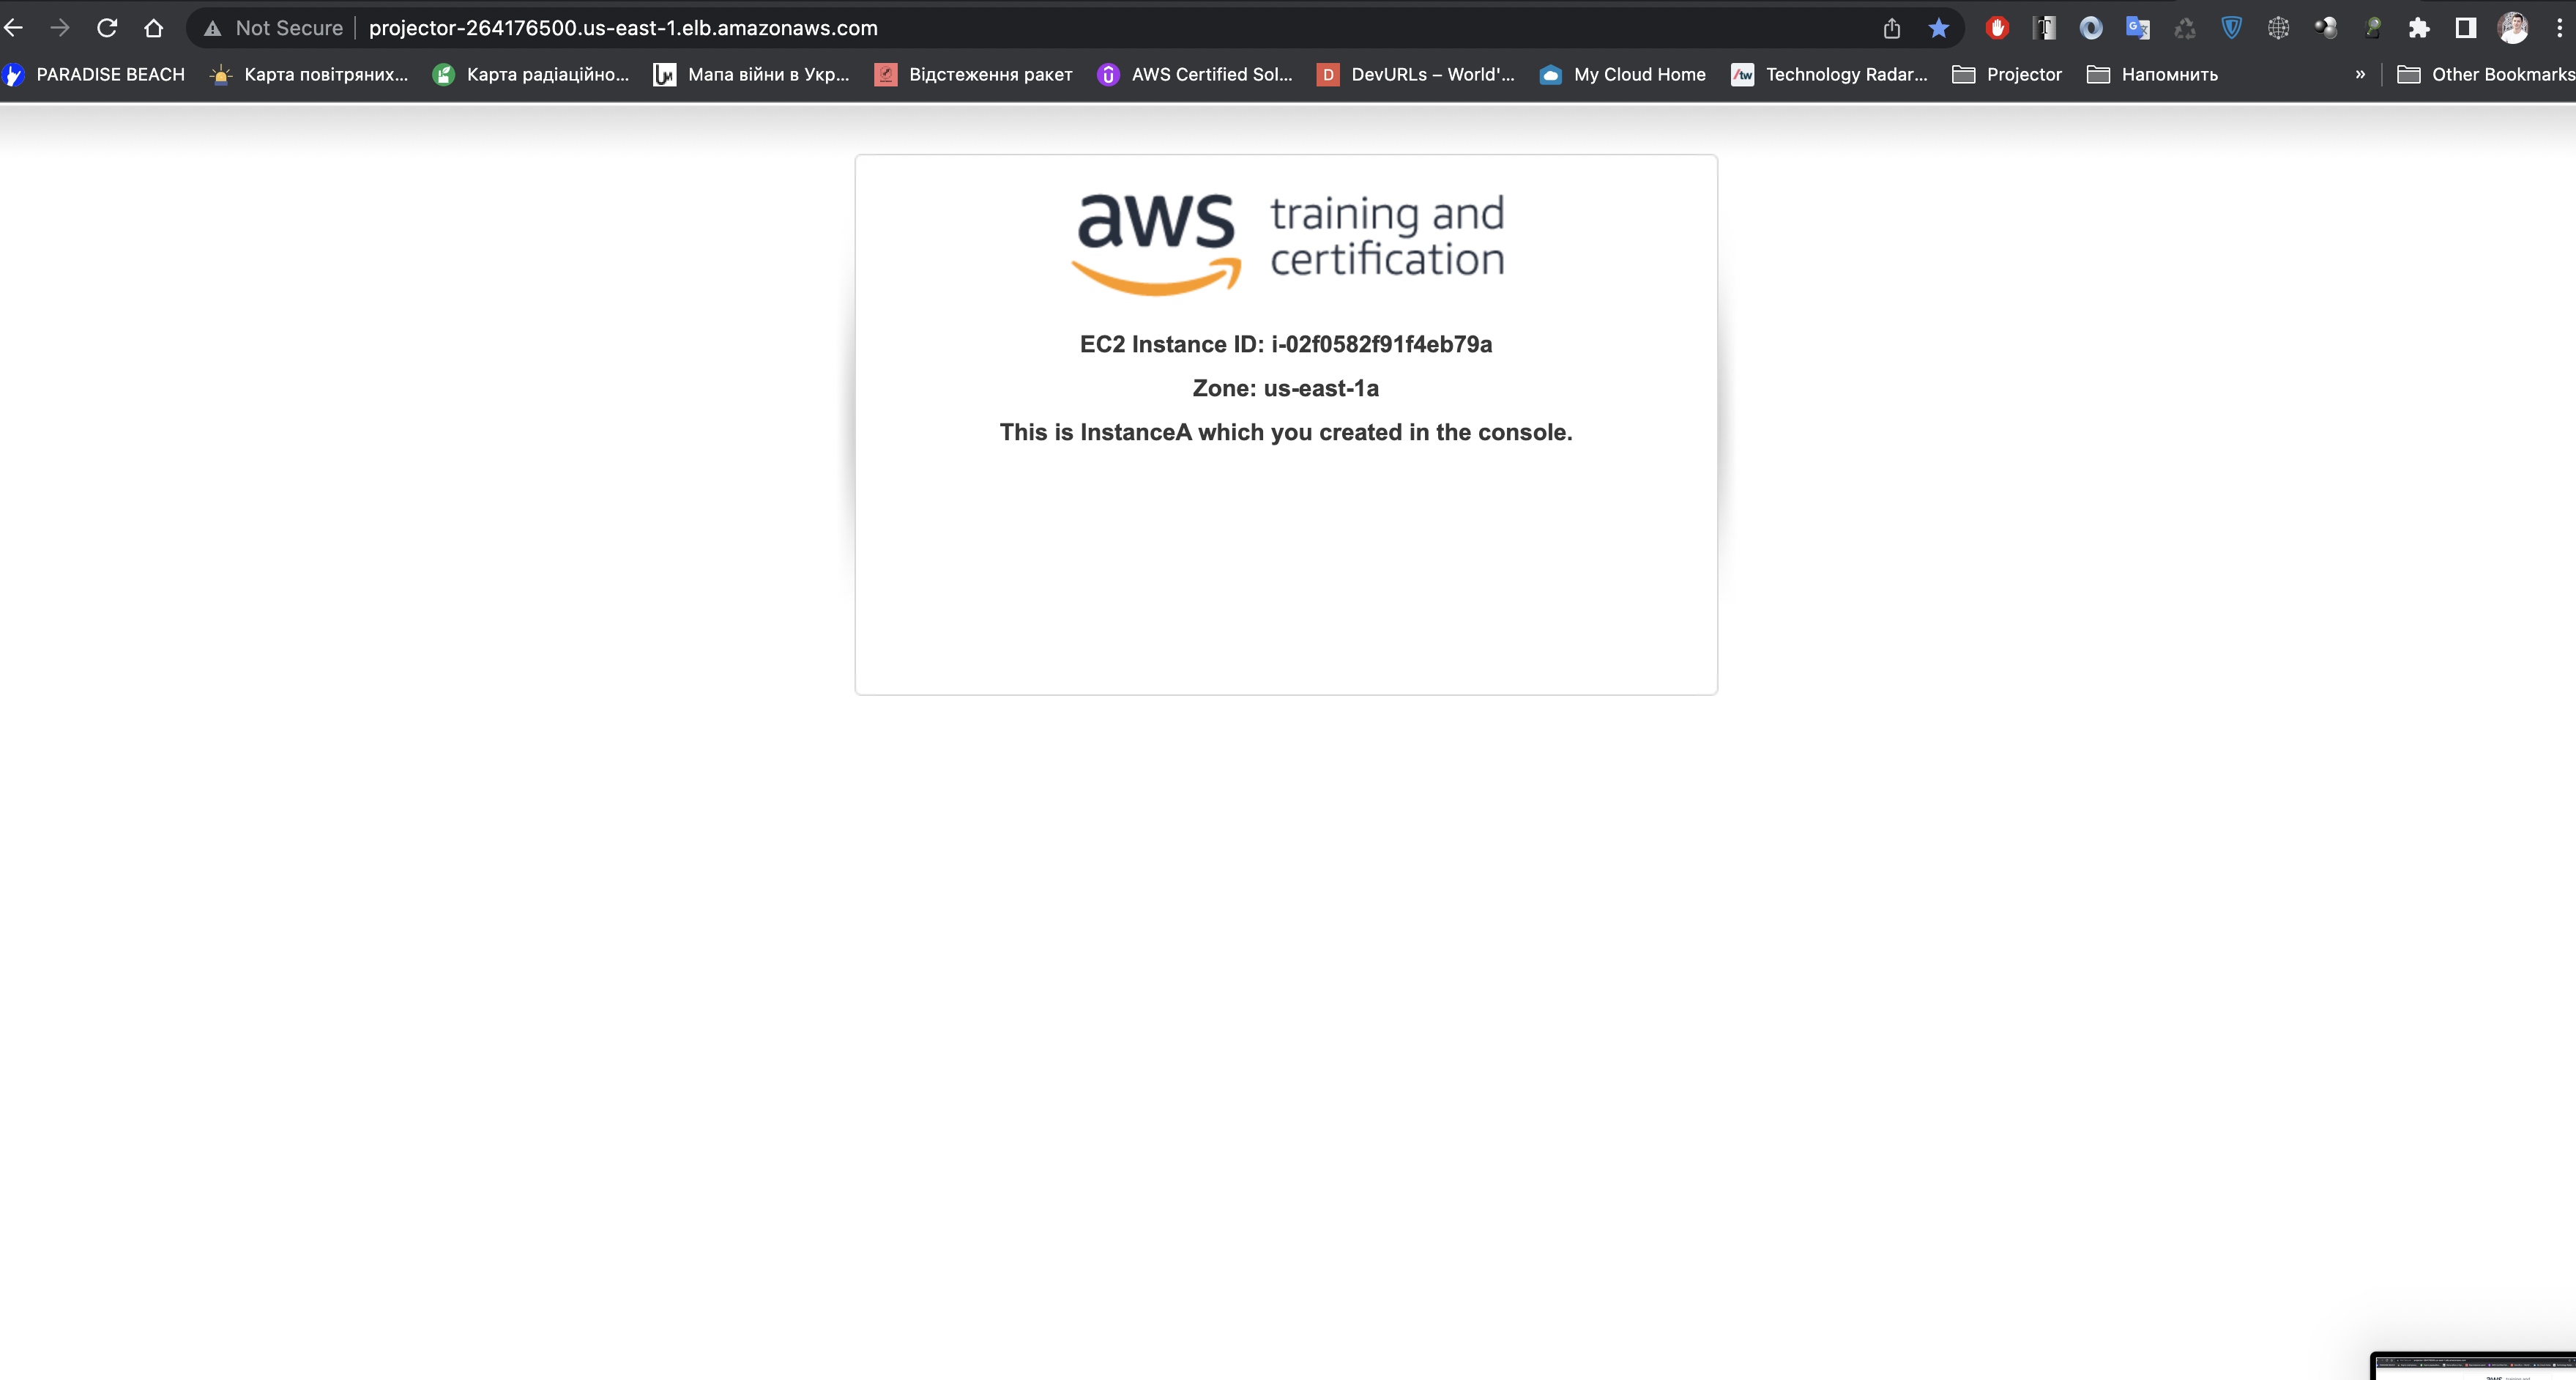 Not Secure projector-264176500.us-east-1.elb.amazonaws.com
PARADISE BEACH Карта повітряних... Карта радіаційно... Мапа війни в Укр... Відстеження ракет AWS Certified Sol... DevURLs – World'... My Cloud Home /tw Technology Radar... Projector Напомнить » Other Bookmarks
aws training and
certification
EC2 Instance ID: i-02f0582f91f4eb79a
Zone: us-east-1a
This is InstanceA which you created in the console.